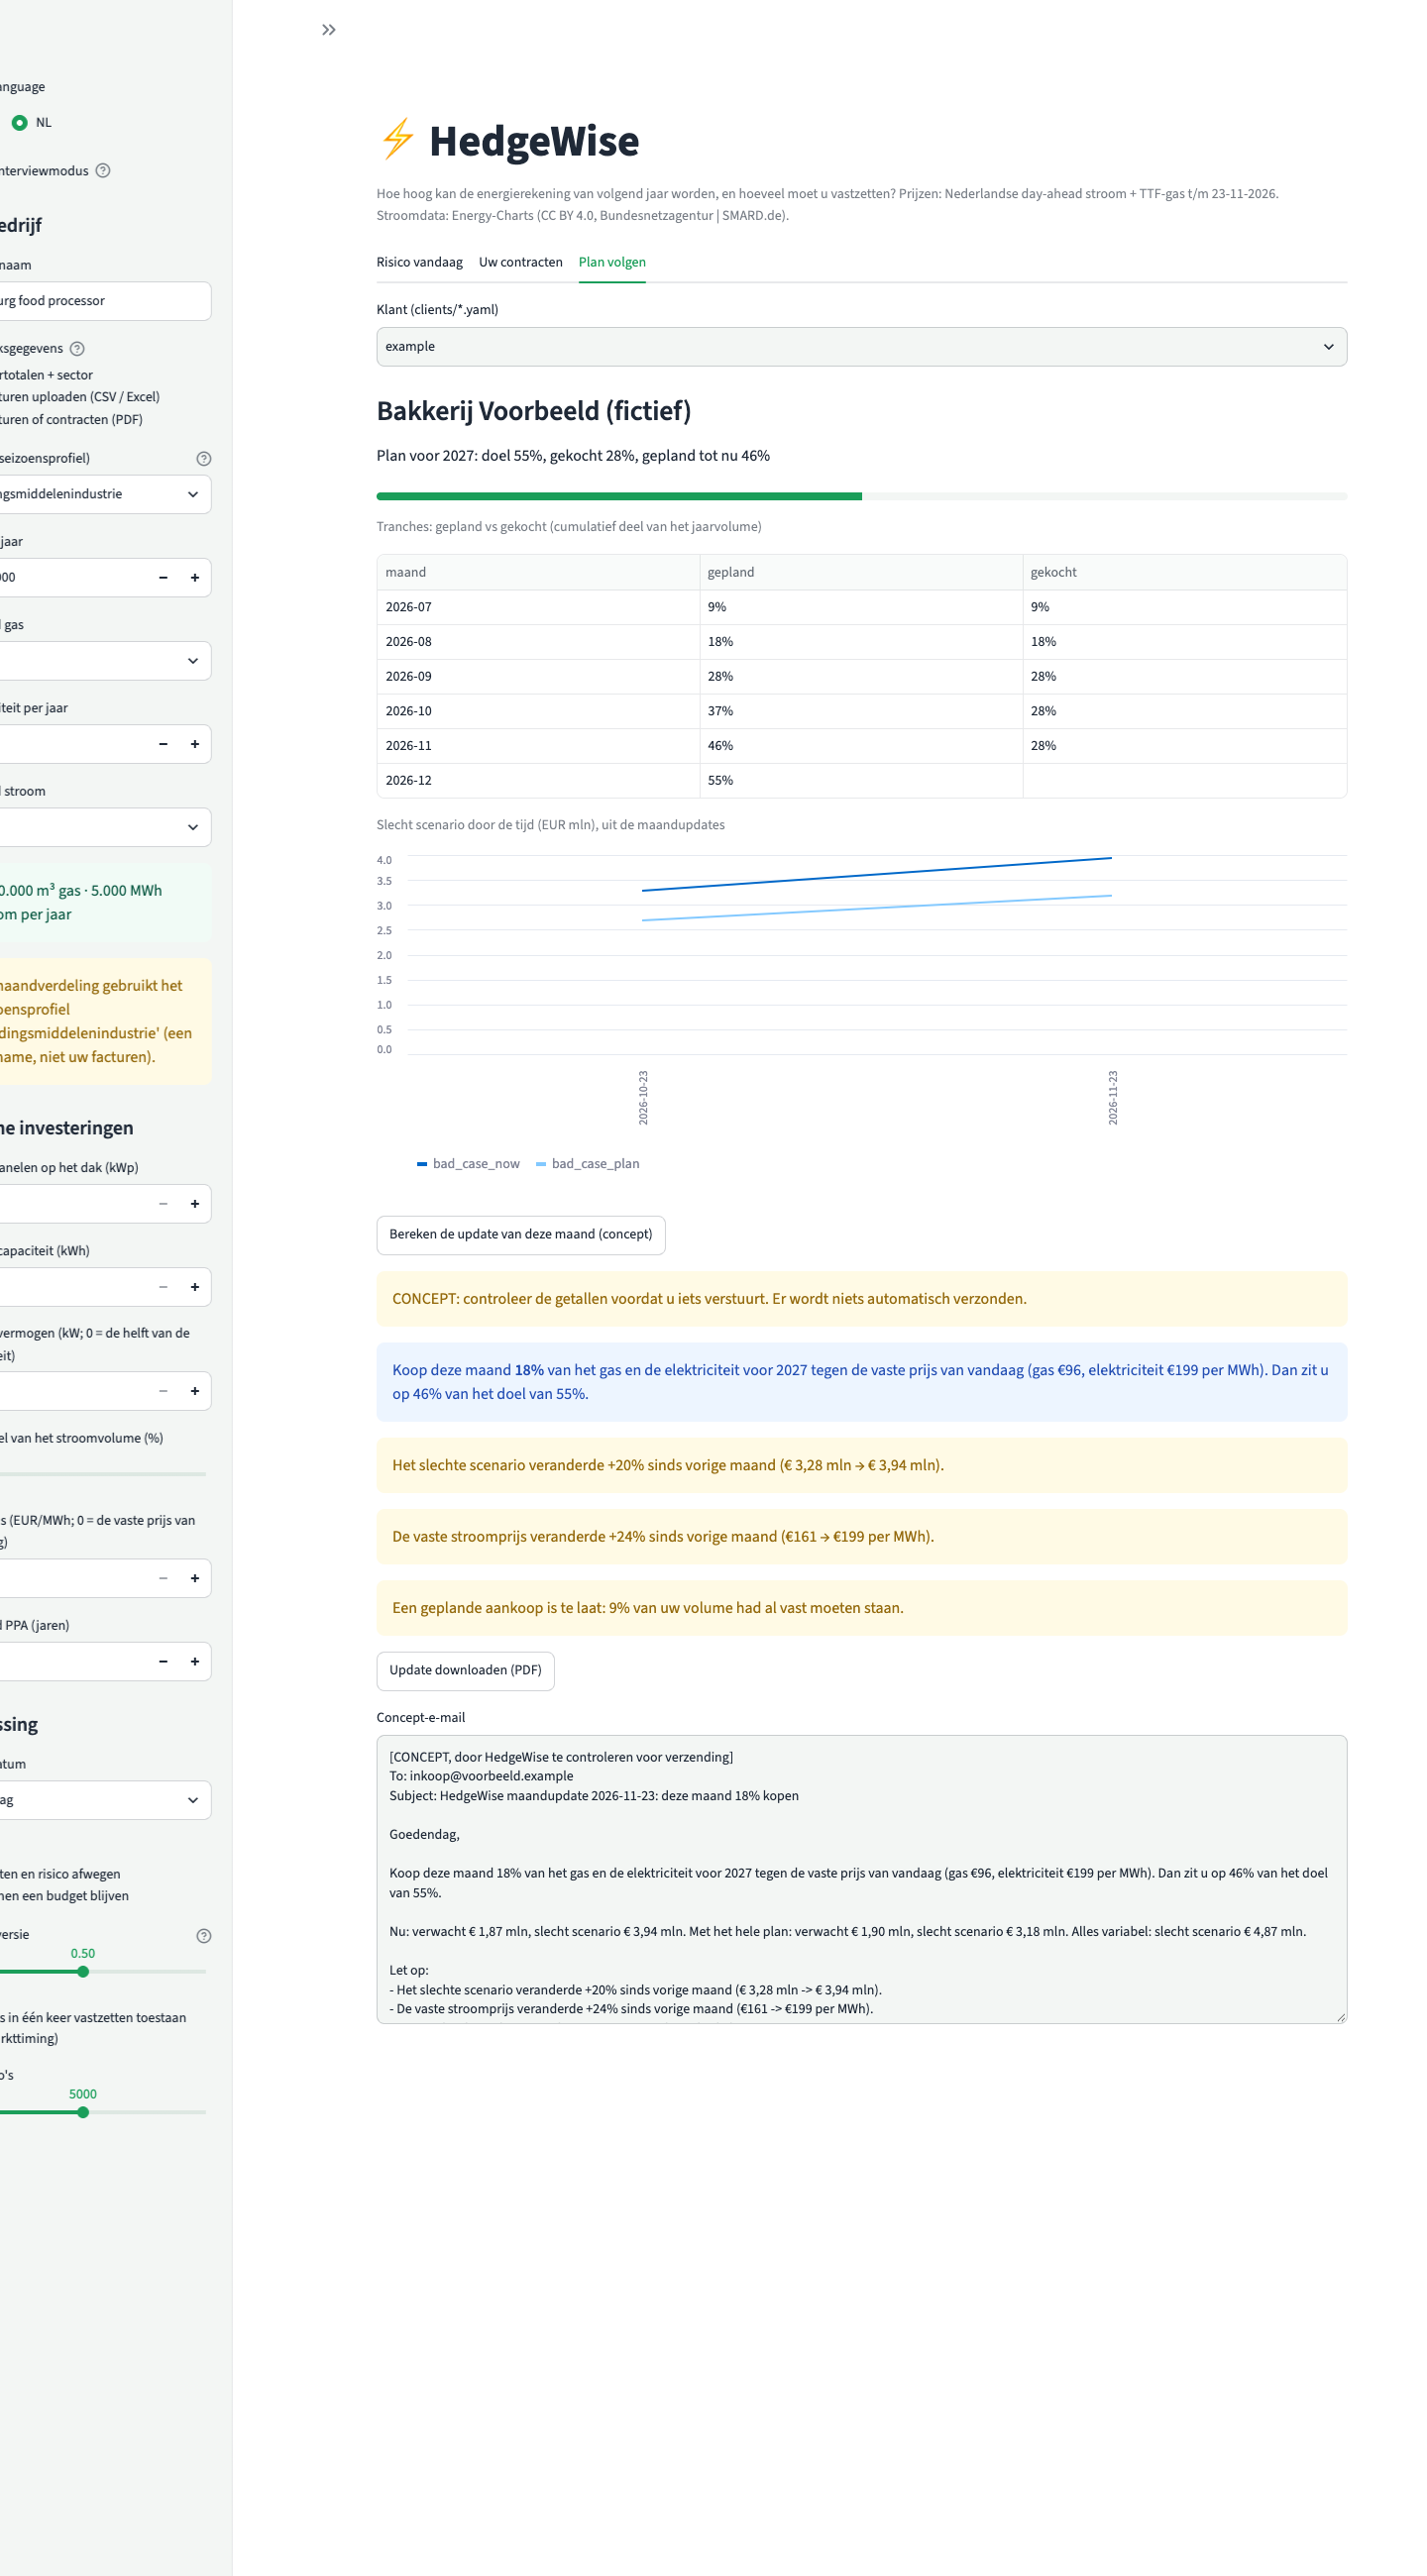 anguage
NL
nterviewmodus
edrijf
naam
urg food processor
ksgegevens
rtotalen + sector
turen uploaden (CSV / Excel)
turen of contracten (PDF)
seizoensprofiel)
ngsmiddelenindustrie
jaar
000
l gas
iteit per jaar
l stroom
0.000 m³ gas · 5.000 MWh
om per jaar
naandverdeling gebruikt het
oensprofiel
dingsmiddelenindustrie' (een
name, niet uw facturen).
ne investeringen
anelen op het dak (kWp)
capaciteit (kWh)
vermogen (kW; 0 = de helft van de
eit)
el van het stroomvolume (%)
s (EUR/MWh; 0 = de vaste prijs van
g)
d PPA (jaren)
ssing
atum
ag
ten en risico afwegen
nen een budget blijven
versie
0.50
s in één keer vastzetten toestaan
rkttiming)
o's
5000
⚡ HedgeWise
Hoe hoog kan de energierekening van volgend jaar worden, en hoeveel moet u vastzetten? Prijzen: Nederlandse day-ahead stroom + TTF-gas t/m 23-11-2026.
Stroomdata: Energy-Charts (CC BY 4.0, Bundesnetzagentur | SMARD.de).
Risico vandaag Uw contracten Plan volgen
Klant (clients/*.yaml)
example
Bakkerij Voorbeeld (fictief)
Plan voor 2027: doel 55%, gekocht 28%, gepland tot nu 46%
Tranches: gepland vs gekocht (cumulatief deel van het jaarvolume)
maand gepland gekocht
2026-07 9% 9%
2026-08 18% 18%
2026-09 28% 28%
2026-10 37% 28%
2026-11 46% 28%
2026-12 55%
Slecht scenario door de tijd (EUR mln), uit de maandupdates
4.0
3.5
3.0
2.5
2.0
1.5
1.0
0.5
0.0
2026-10-23
2026-11-23
bad_case_now bad_case_plan
Bereken de update van deze maand (concept)
CONCEPT: controleer de getallen voordat u iets verstuurt. Er wordt niets automatisch verzonden.
Koop deze maand 18% van het gas en de elektriciteit voor 2027 tegen de vaste prijs van vandaag (gas €96, elektriciteit €199 per MWh). Dan zit u
op 46% van het doel van 55%.
Het slechte scenario veranderde +20% sinds vorige maand (€ 3,28 mln → € 3,94 mln).
De vaste stroomprijs veranderde +24% sinds vorige maand (€161 → €199 per MWh).
Een geplande aankoop is te laat: 9% van uw volume had al vast moeten staan.
Update downloaden (PDF)
Concept-e-mail
[CONCEPT, door HedgeWise te controleren voor verzending]
To: inkoop@voorbeeld.example
Subject: HedgeWise maandupdate 2026-11-23: deze maand 18% kopen
Goedendag,
Koop deze maand 18% van het gas en de elektriciteit voor 2027 tegen de vaste prijs van vandaag (gas €96, elektriciteit €199 per MWh). Dan zit u op 46% van het doel
van 55%.
Nu: verwacht € 1,87 mln, slecht scenario € 3,94 mln. Met het hele plan: verwacht € 1,90 mln, slecht scenario € 3,18 mln. Alles variabel: slecht scenario € 4,87 mln.
Let op:
- Het slechte scenario veranderde +20% sinds vorige maand (€ 3,28 mln -> € 3,94 mln).
- De vaste stroomprijs veranderde +24% sinds vorige maand (€161 -> €199 per MWh).